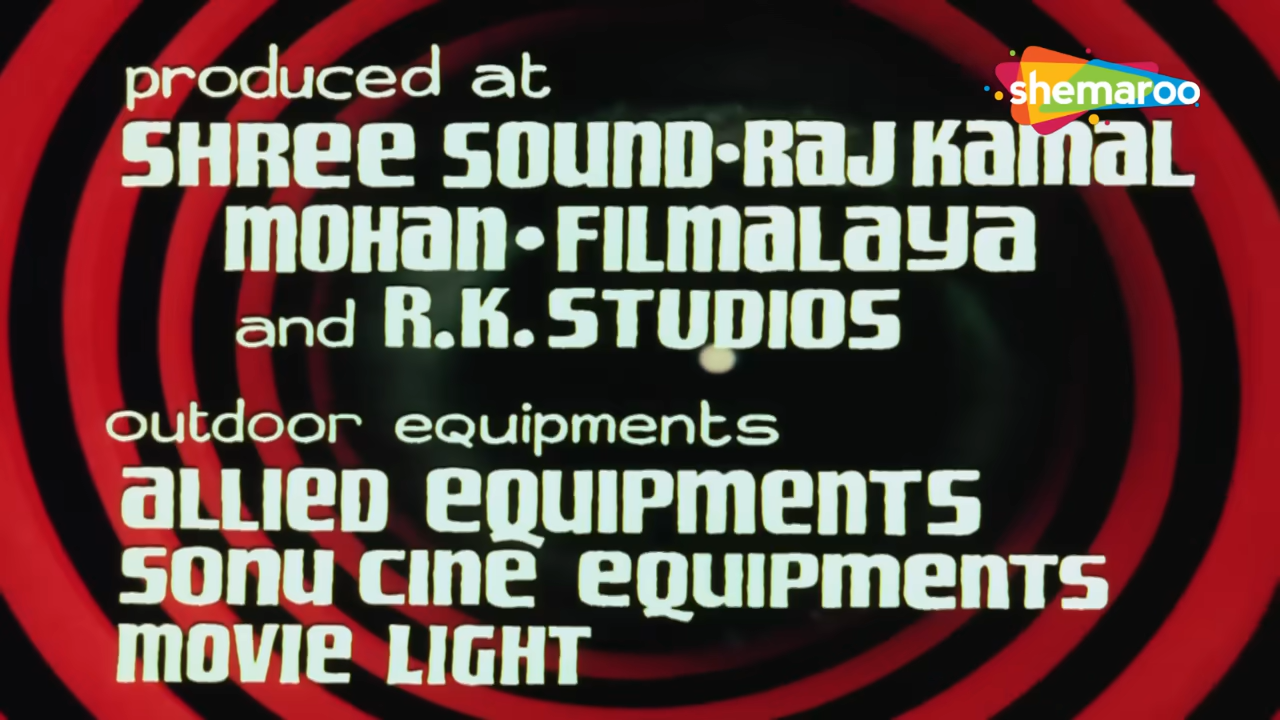 produced at
shemaroo
SHRee SOUND•RaJ Kamal
mOHan•FILmaLaya
and R.K. STUDIOS
outdoor equipments
aLLIeD eQUIPmenTS
sonu cine eQUIPmenTS
movie LIGHT